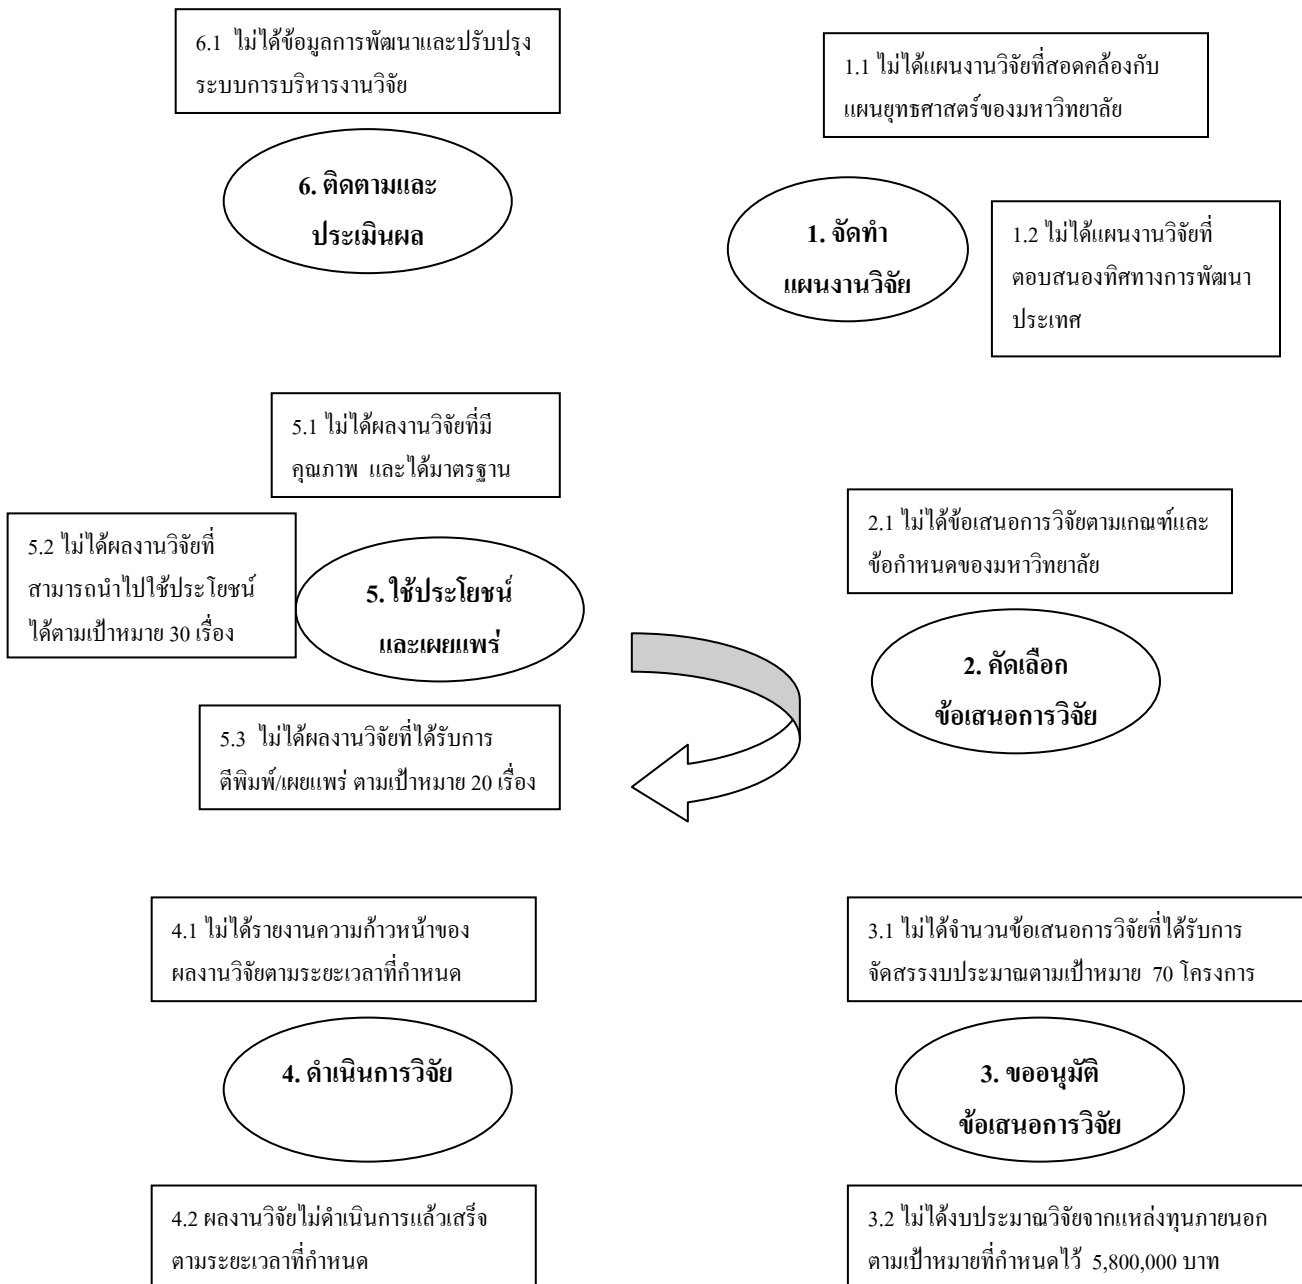 6.1 ไม่ได้ข้อมูลการพัฒนาและปรับปรุง
ระบบการบริหารงานวิจัย
6. ติดตามและ
ประเมินผล
1.1 ไม่ได้แผนงานวิจัยที่สอดคล้องกับ
แผนยุทธศาสตร์ของมหาวิทยาลัย
1. จัดทำ
แผนงานวิจัย
1.2 ไม่ได้แผนงานวิจัยที่
ตอบสนองทิศทางการพัฒนา
ประเทศ
5.1 ไม่ได้ผลงานวิจัยที่มี
คุณภาพ และได้มาตรฐาน
5.2 ไม่ได้ผลงานวิจัยที่
สามารถนำไปใช้ประโยชน์
ได้ตามเป้าหมาย 30 เรื่อง
5. ใช้ประโยชน์
และเผยแพร่
5.3 ไม่ได้ผลงานวิจัยที่ได้รับการ
ตีพิมพ์/เผยแพร่ ตามเป้าหมาย 20 เรื่อง
2.1 ไม่ได้ข้อเสนอการวิจัยตามเกณฑ์และ
ข้อกำหนดของมหาวิทยาลัย
2. คัดเลือก
ข้อเสนอการวิจัย
4.1 ไม่ได้รายงานความก้าวหน้าของ
ผลงานวิจัยตามระยะเวลาที่กำหนด
4. ดำเนินการวิจัย
4.2 ผลงานวิจัยไม่ดำเนินการแล้วเสร็จ
ตามระยะเวลาที่กำหนด
3.1 ไม่ได้จำนวนข้อเสนอการวิจัยที่ได้รับการ
จัดสรรงบประมาณตามเป้าหมาย 70 โครงการ
3. ขออนุมัติ
ข้อเสนอการวิจัย
3.2 ไม่ได้งบประมาณวิจัยจากแหล่งทุนภายนอก
ตามเป้าหมายที่กำหนดไว้ 5,800,000 บาท